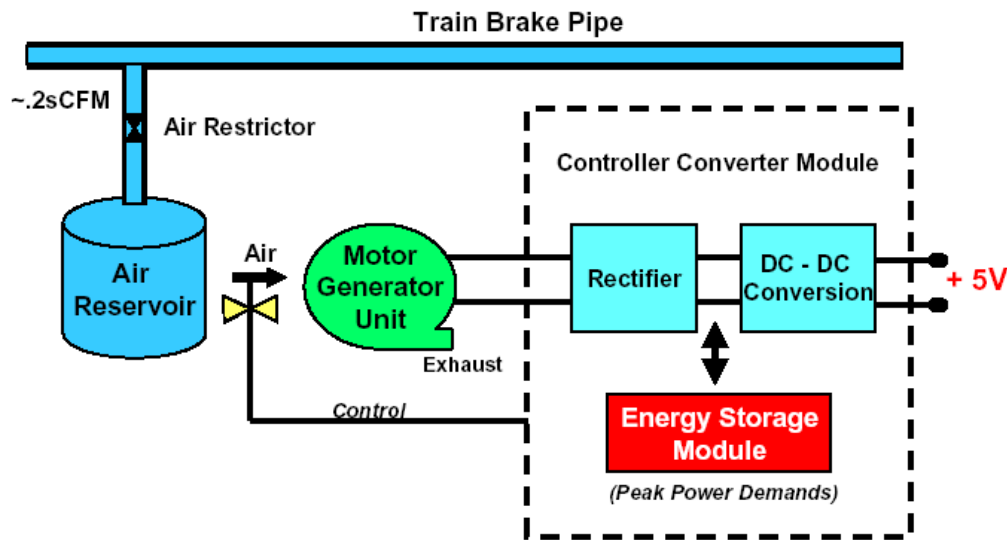 Train Brake Pipe
~.2sCFM
Air Restrictor
Controller Converter Module
Air
Reservoir
Air
Motor
Generator
Unit
Exhaust
Rectifier
DC - DC
Conversion
+ 5V
Control
Energy Storage
Module
(Peak Power Demands)